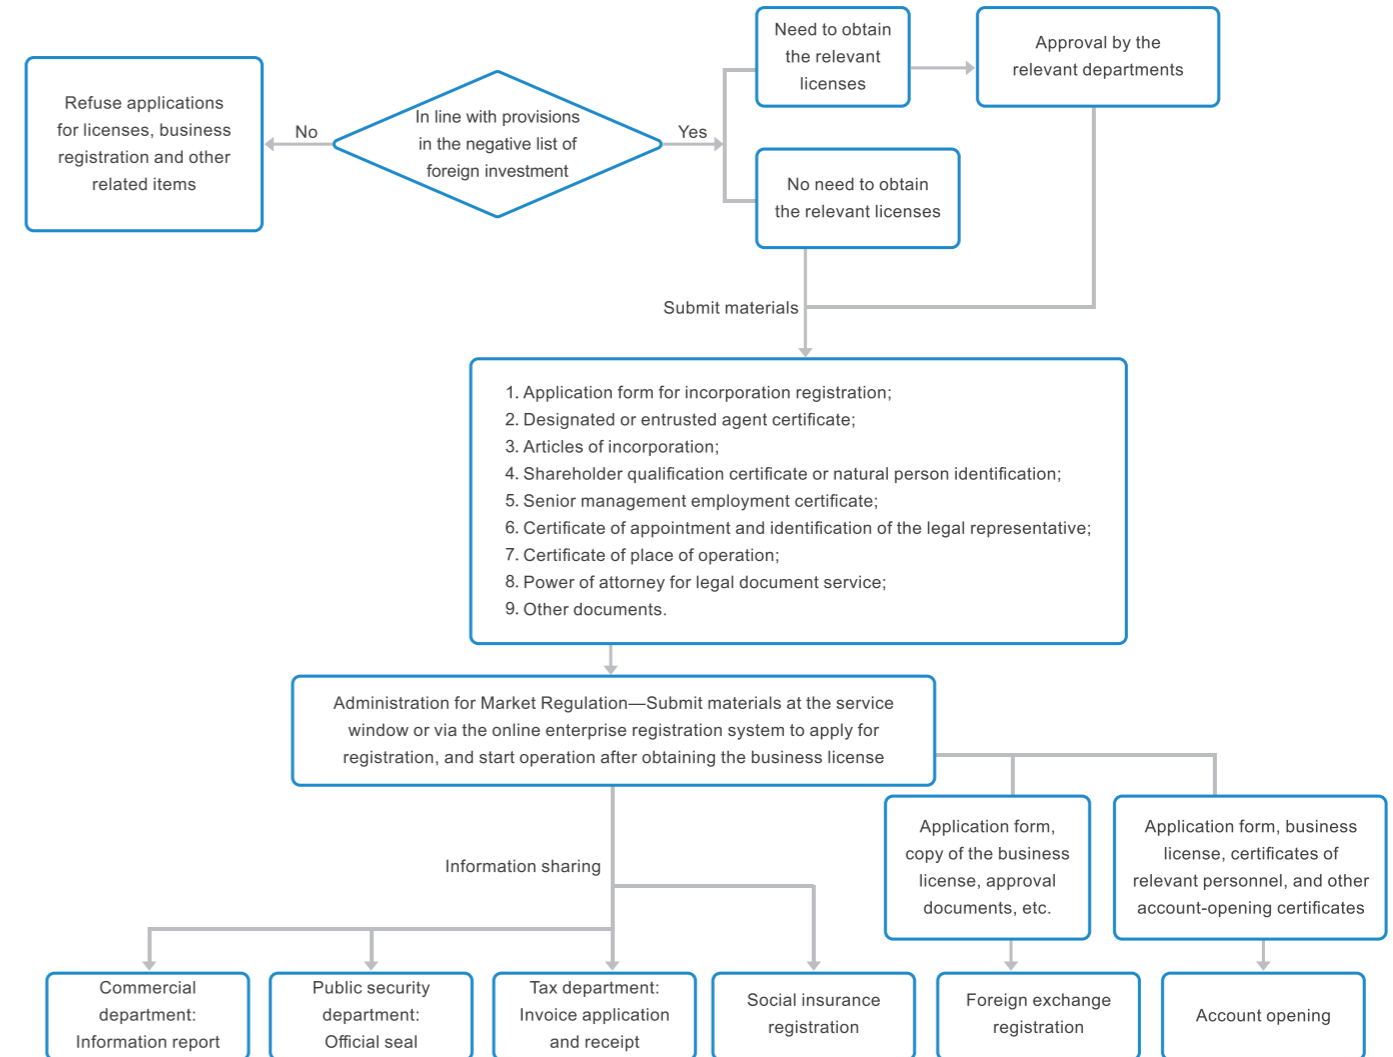 Need to obtain
the relevant
licenses
Approval by the
relevant departments
Refuse applications
for licenses, business
registration and other
related items
No
In line with provisions
in the negative list of
foreign investment
Yes
No need to obtain
the relevant licenses
Submit materials
1. Application form for incorporation registration;
2. Designated or entrusted agent certificate;
3. Articles of incorporation;
4. Shareholder qualification certificate or natural person identification;
5. Senior management employment certificate;
6. Certificate of appointment and identification of the legal representative;
7. Certificate of place of operation;
8. Power of attorney for legal document service;
9. Other documents.
Administration for Market Regulation—Submit materials at the service
window or via the online enterprise registration system to apply for
registration, and start operation after obtaining the business license
Application form,
copy of the business
license, approval
documents, etc.
Application form, business
license, certificates of
relevant personnel, and other
account-opening certificates
Information sharing
Commercial
department:
Information report
Public security
department:
Official seal
Tax department:
Invoice application
and receipt
Social insurance
registration
Foreign exchange
registration
Account opening